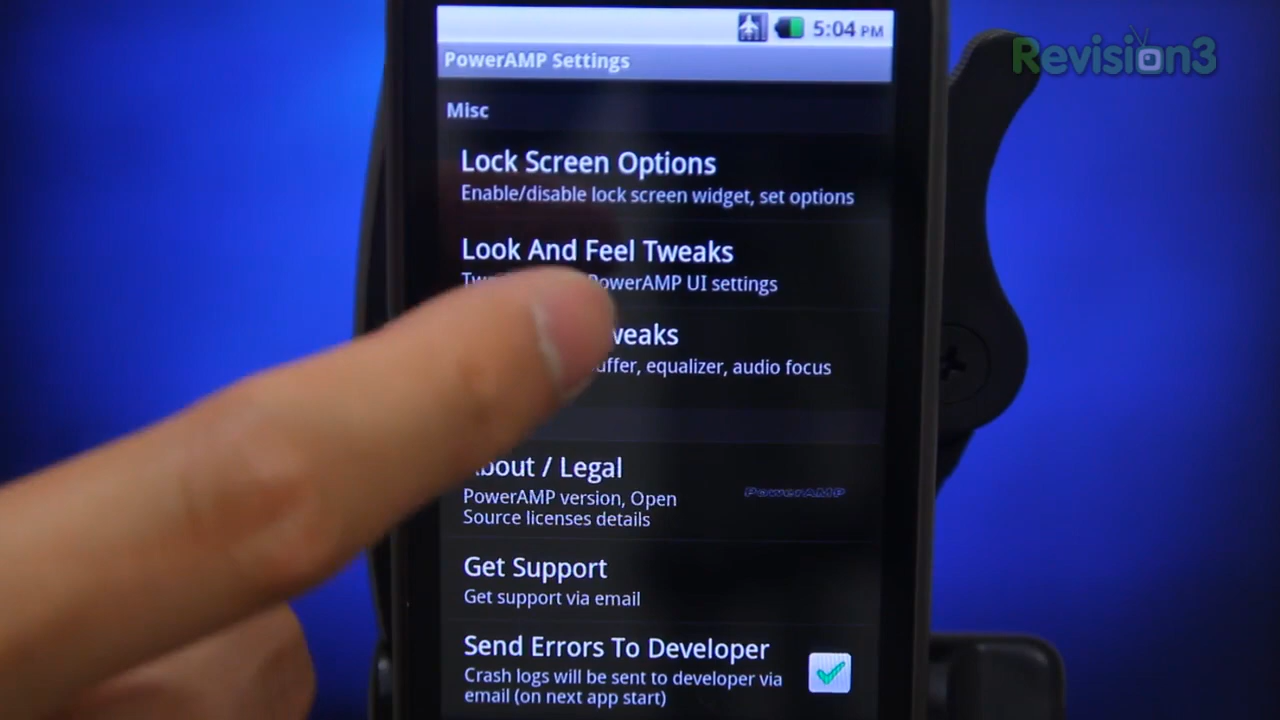 5:04 PM
Revision3
PowerAMP Settings
Misc
Lock Screen Options
Enable/disable lock screen widget, set options
Look And Feel Tweaks
PowerAMP UI settings
equalizer, audio focus
About / Legal
PowerAMP version, Open
Source licenses details
PowerAMP
Get Support
Get support via email
Send Errors To Developer
Crash logs will be sent to developer via
email (on next app start)